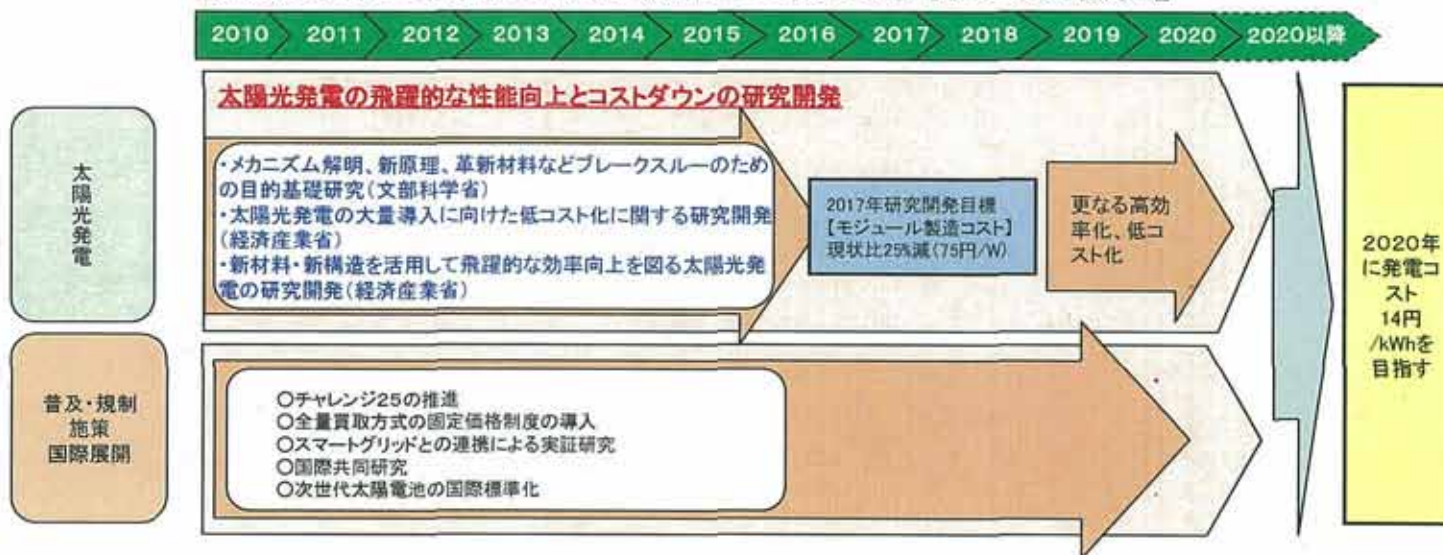 2010 2011 2012 2013 2014 2015 2016 2017 2018 2019 2020 2020以降
太陽光発電
太陽光発電の飛躍的な性能向上とコストダウンの研究開発
・メカニズム解明、新原理、革新材料などブレークスルーのため
の目的基礎研究(文部科学省)
・太陽光発電の大量導入に向けた低コスト化に関する研究開発
(経済産業省)
・新材料・新構造を活用して飛躍的な効率向上を図る太陽光発
電の研究開発(経済産業省)
2017年研究開発目標
【モジュール製造コスト】
現状比25%減(75円/W)
更なる高効
率化、低コ
スト化
普及・規制
施策
国際展開
○チャレンジ25の推進
○全量買取方式の固定価格制度の導入
○スマートグリッドとの連携による実証研究
○国際共同研究
○次世代太陽電池の国際標準化
2020年
に発電コ
スト
14円
/kWhを
目指す